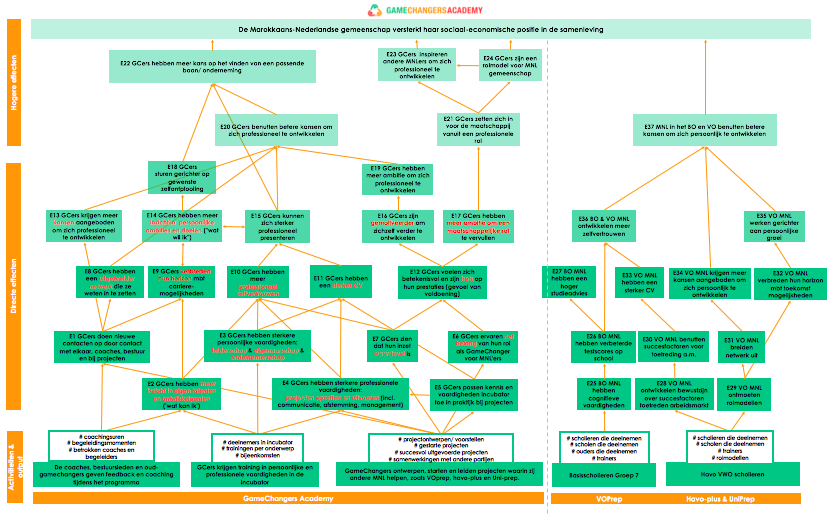 GAMECHANGERSACADEMY
De Marokkaans-Nederlandse gemeenschap versterkt haar sociaal-economische positie in de samenleving
Hogere effecten
E22 GCers hebben meer kans op het vinden van een passende
baan/ onderneming
E23 GCers inspireren
andere MNLers om zich
professioneel te
ontwikkelen
E24 GCers zijn een
rolmodel voor MNL
gemeenschap
E20 GCers benutten betere kansen om
zich professioneel te ontwikkelen
E21 GCers zetten zich in
voor de maatschappij
vanuit een professionele
rol
E37 MNL in het BO en VO benutten betere
kansen om zich persoonlijk te ontwikkelen
Directe effecten
E18 GCers
sturen gerichter op
gewenste
zelfontplooiing
E19 GCers hebben
meer ambitie om zich
professioneel te
ontwikkelen
E13 GCers krijgen meer
kansen aangeboden
om zich professioneel
te ontwikkelen
E14 GCers hebben meer
ambities en doelen ("wat
wil ik")
E15 GCers kunnen
zich sterker
professioneel
presenteren
E16 GCers zijn
gemotiveerder om
zichzelf verder te
ontwikkelen
E17 GCers hebben
meer ambitie om een
maatschappelijke rol
te vervullen
E36 BO & VO MNL
ontwikkelen meer
zelfvertrouwen
E35 VO MNL
werken gerichter
aan persoonlijke
groei
E8 GCers hebben
een uitgebreider
netwerk die ze
weten in te zetten
E9 GCers
met
carriere-
mogelijkheden
E10 GCers hebben
meer
professioneel
zelfvertrouwen
E11 GCers hebben
een sterker CV
E12 GCers voelen zich
betekenisvol en zijn trots op
hun prestaties (gevoel van
voldoening)
E27 BO MNL
hebben een
hoger
studieadvies
E33 VO MNL
hebben een
sterker CV
E34 VO MNL krijgen meer
kansen aangeboden om
zich persoonlijk te
ontwikkelen
E32 VO MNL
verbreden hun horizon
mbt toekomst
mogelijkheden
E1 GCers doen nieuwe
contacten op door contact
met elkaar, coaches, bestuur
en bij projecten
E3 GCers hebben sterkere
persoonlijke vaardigheden:
E7 GCers zien
dat hun inzet
waardevol is
E6 GCers ervaren
van hun rol
als GameChanger
voor MNL'ers
E26 BO MNL
hebben verbeterde
testscores op
school
E30 VO MNL benutten
succesfactoren voor
toetreding a.m.
E31 VO MNL
breiden
netwerk uit
E2 GCers hebben meer
inzicht in eigen talenten
en ontwikkelpunten
("wat kan ik")
E4 GCers hebben sterkere professionele
vaardigheden:
projecten opzetten en uitvoeren (incl.
communicatie, afstemming, management)
E5 GCers passen kennis en
vaardigheden incubator
toe in praktijk bij projecten
E25 BO MNL
hebben
cognitieve
vaardigheden
E28 VO MNL
ontwikkelen bewustzijn
over succesfactoren
toetreden arbeidsmarkt
E29 VO MNL
ontmoeten
rolmodellen
Activiteiten &
output
# coachingsuren
# begeleidingsmomenten
# betrokken coaches en
begeleiders
# deelnemers in incubator
# trainingen per onderwerp
# bijeenkomsten
# projectontwerpen/ voorstellen
# gestarte projecten
# succesvol uitgevoerde projecten
# samenwerkingen met andere partijen
# scholieren die deelnemen
# scholen die deelnemen
# ouders die deelnemen
# trainers
# scholieren die deelnemen
# scholen die deelnemen
# trainers
# rolmodellen
De coaches, bestuursleden en oud-
gamechangers geven feedback en coaching
tijdens het programma
GCers krijgen training in persoonlijke en
professionele vaardigheden in de
incubator
GameChangers ontwerpen, starten en leiden projecten waarin zij
andere MNL helpen, zoals VOprep, havo-plus en Uni-prep.
Basisscholieren Groep 7
Havo VWO scholieren
GameChangers Academy
VOPrep
Havo-plus & UniPrep